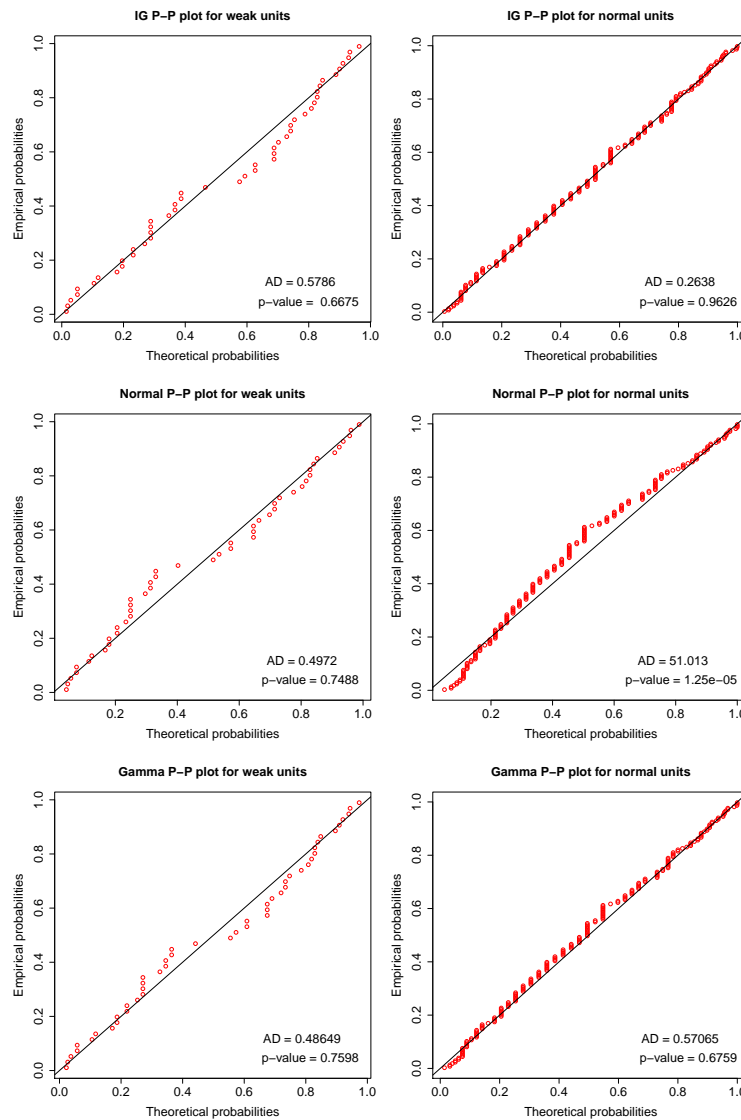 IG P−P plot for weak units
1.0
0.8
0.6
0.4
0.2
0.0
Empirical probabilities
AD = 0.5786
p−value = 0.6675
0.0 0.2 0.4 0.6 0.8 1.0
Theoretical probabilities
IG P−P plot for normal units
1.0
0.8
0.6
0.4
0.2
0.0
Empirical probabilities
AD = 0.2638
p−value = 0.9626
0.0 0.2 0.4 0.6 0.8 1.0
Theoretical probabilities
Normal P−P plot for weak units
1.0
0.8
0.6
0.4
0.2
0.0
Empirical probabilities
AD = 0.4972
p−value = 0.7488
0.2 0.4 0.6 0.8 1.0
Theoretical probabilities
Normal P−P plot for normal units
1.0
0.8
0.6
0.4
0.2
0.0
Empirical probabilities
AD = 51.013
p−value = 1.25e−05
0.2 0.4 0.6 0.8 1.0
Theoretical probabilities
Gamma P−P plot for weak units
1.0
0.8
0.6
0.4
0.2
0.0
Empirical probabilities
AD = 0.48649
p−value = 0.7598
0.0 0.2 0.4 0.6 0.8 1.0
Theoretical probabilities
Gamma P−P plot for normal units
1.0
0.8
0.6
0.4
0.2
0.0
Empirical probabilities
AD = 0.57065
p−value = 0.6759
0.0 0.2 0.4 0.6 0.8 1.0
Theoretical probabilities